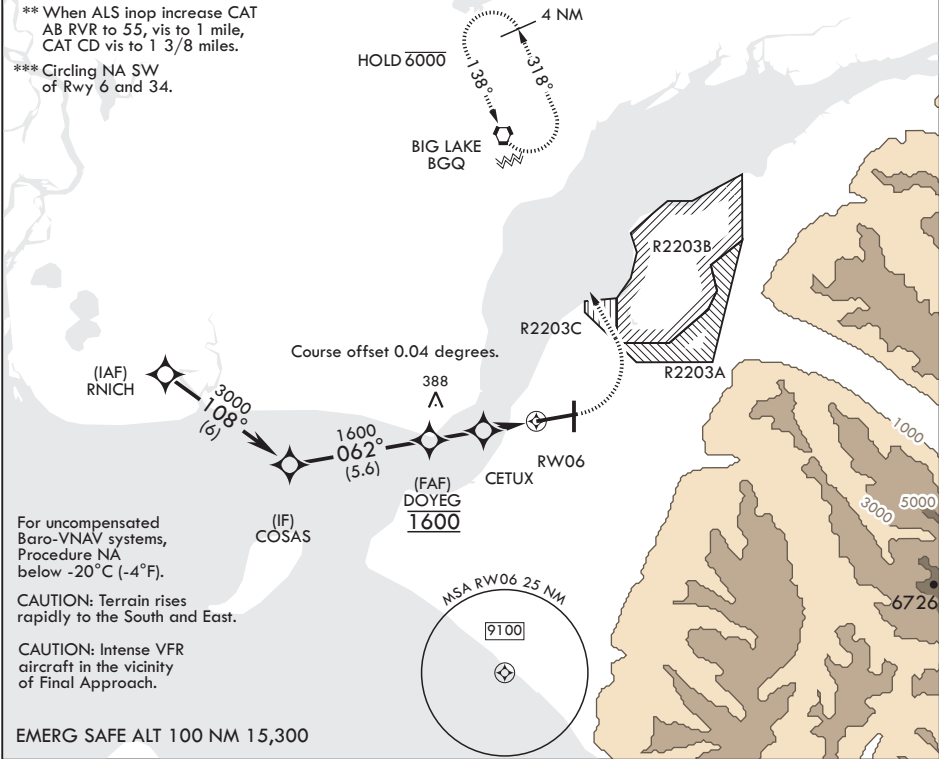 ** When ALS inop increase CAT
AB RVR to 55, vis to 1 mile,
CAT CD vis to 1 3/8 miles.
*** Circling NA SW
of Rwy 6 and 34.
4 NM
HOLD 6000
138°
318°
BIG LAKE
BGQ
R2203B
R2203C
R2203A
Course offset 0.04 degrees.
(IAF)
RNICH
3000
108°
(6)
388
1600
062°
(5.6)
RW06
CETUX
(FAF)
DOYEG
1600
(IF)
COSAS
1000
3000
5000
6726
For uncompensated
Baro-VNAV systems,
Procedure NA
below -20°C (-4°F).
CAUTION: Terrain rises
rapidly to the South and East.
CAUTION: Intense VFR
aircraft in the vicinity
of Final Approach.
MSA RW06 25 NM
9100
EMERG SAFE ALT 100 NM 15,300